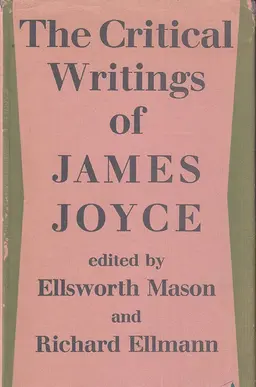 The Critical
Writings
of
JAMES
JOYCE
edited by
Ellsworth Mason
and
Richard Ellmann